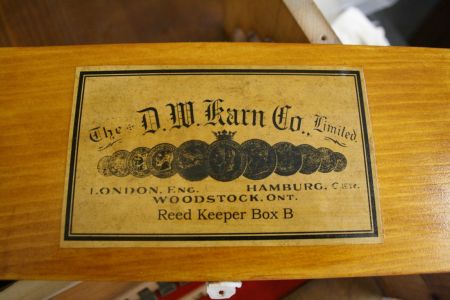 The D.W. Karn Co., Limited.
LONDON, ENG. HAMBURG, GER.
WOODSTOCK, ONT.
Reed Keeper Box B